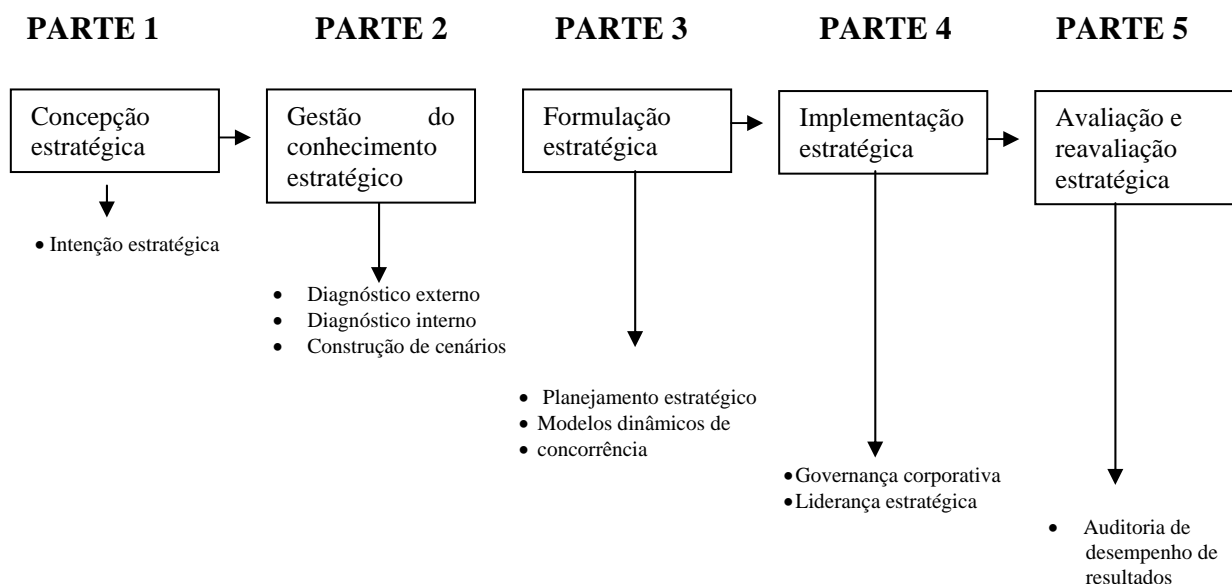 PARTE 1
PARTE 2
PARTE 3
PARTE 4
PARTE 5
Concepção
estratégica
Gestão do
conhecimento
estratégico
Formulação
estratégica
Implementação
estratégica
Avaliação e
reavaliação
estratégica
• Intenção estratégica
• Diagnóstico externo
• Diagnóstico interno
• Construção de cenários
• Planejamento estratégico
• Modelos dinâmicos de
• concorrência
• Governança corporativa
• Liderança estratégica
• Auditoria de
desempenho de
resultados